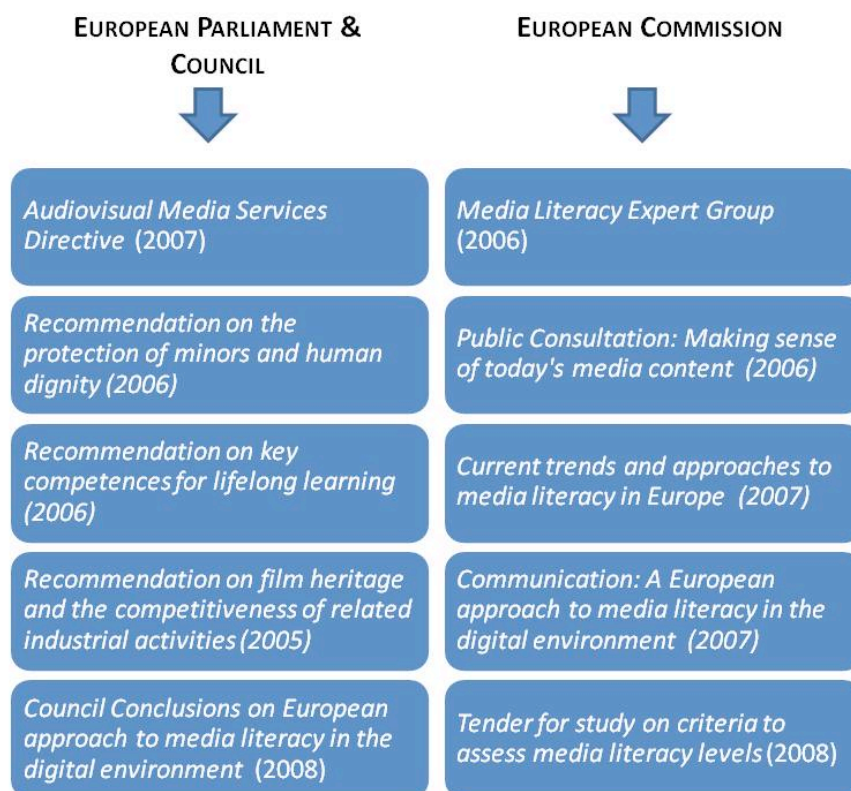 EUROPEAN PARLIAMENT &
COUNCIL
Audiovisual Media Services
Directive (2007)
Recommendation on the
protection of minors and human
dignity (2006)
Recommendation on key
competences for lifelong learning
(2006)
Recommendation on film heritage
and the competitiveness of related
industrial activities (2005)
Council Conclusions on European
approach to media literacy in the
digital environment (2008)
EUROPEAN COMMISSION
Media Literacy Expert Group
(2006)
Public Consultation: Making sense
of today's media content (2006)
Current trends and approaches to
media literacy in Europe (2007)
Communication: A European
approach to media literacy in the
digital environment (2007)
Tender for study on criteria to
assess media literacy levels (2008)